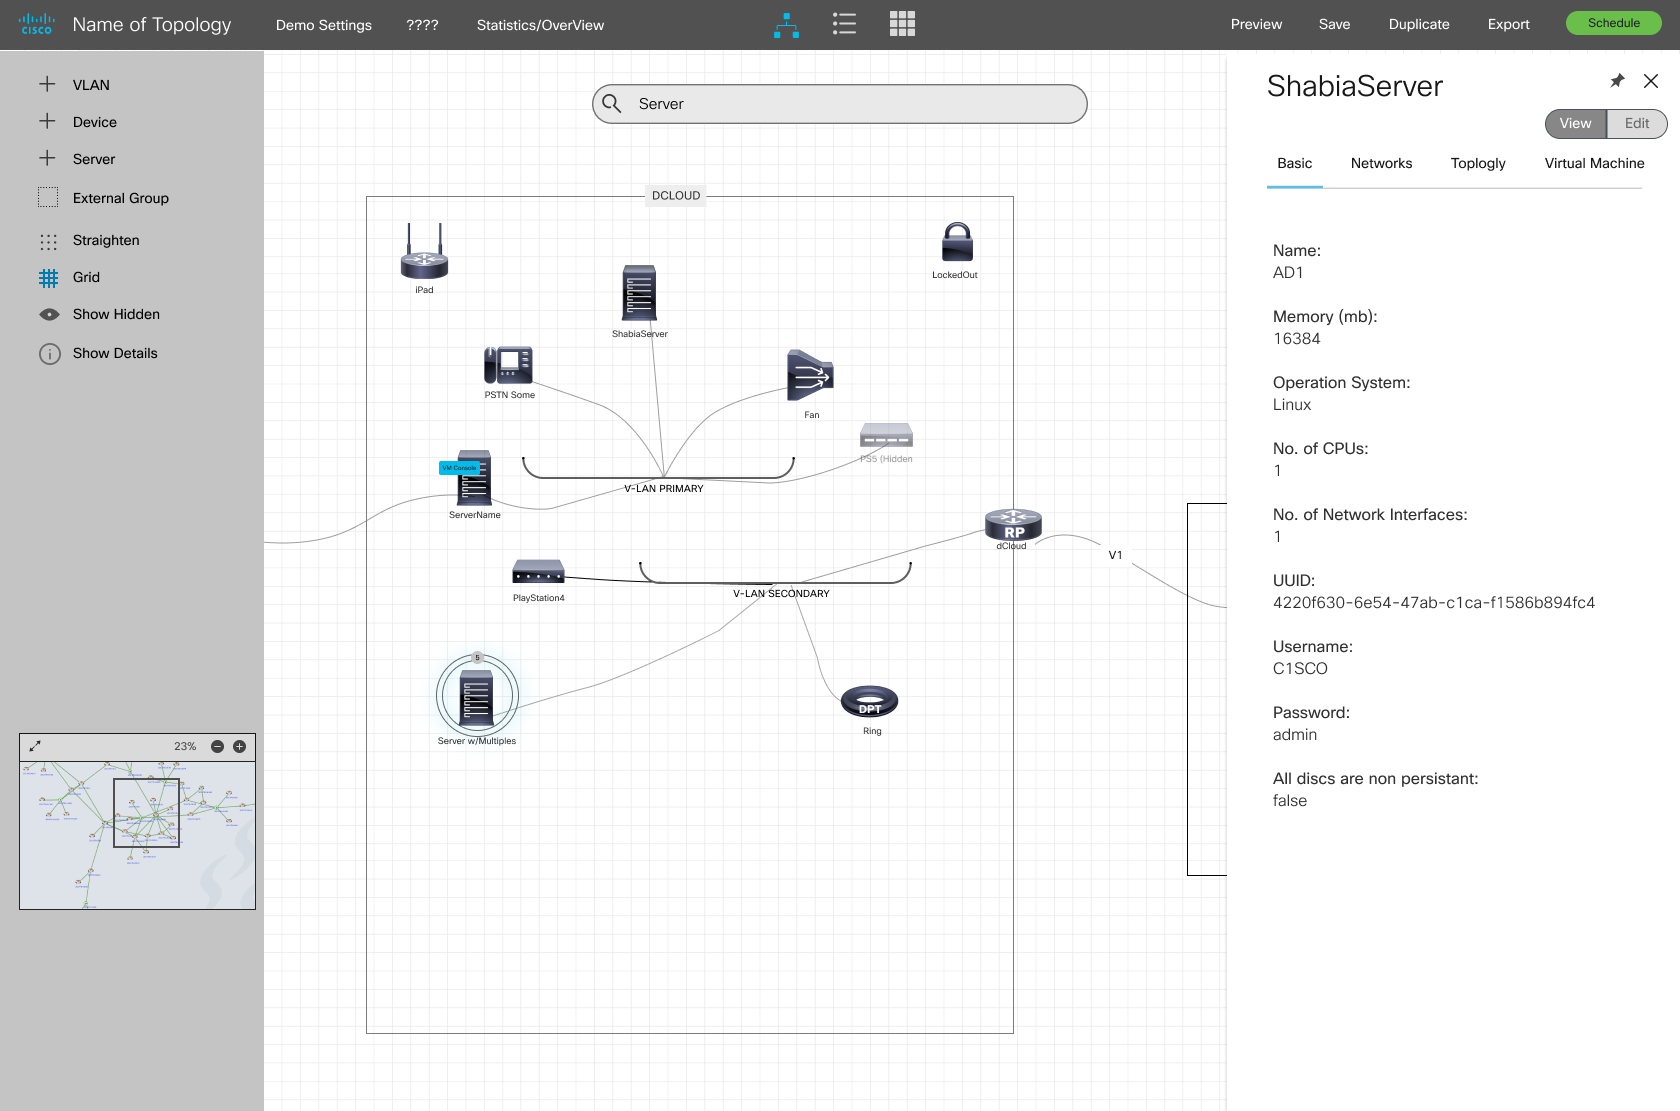 CISCO
Name of Topology
Demo Settings
????
Statistics/OverView
Preview
Save
Duplicate
Export
Schedule
VLAN
Device
Server
External Group
Straighten
Grid
Show Hidden
Show Details
23%
Server
DCLOUD
iPad
LockedOut
ShabiaServer
PSTN Some
Fan
PS5 (Hidden
VM Console
V-LAN PRIMARY
ServerName
RP
dCloud
V1
PlayStation4
V-LAN SECONDARY
5
Server w/Multiples
DPT
Ring
ShabiaServer
View
Edit
Basic
Networks
Toplogly
Virtual Machine
Name:
AD1
Memory (mb):
16384
Operation System:
Linux
No. of CPUs:
1
No. of Network Interfaces:
1
UUID:
4220f630-6e54-47ab-c1ca-f1586b894fc4
Username:
C1SCO
Password:
admin
All discs are non persistant:
false